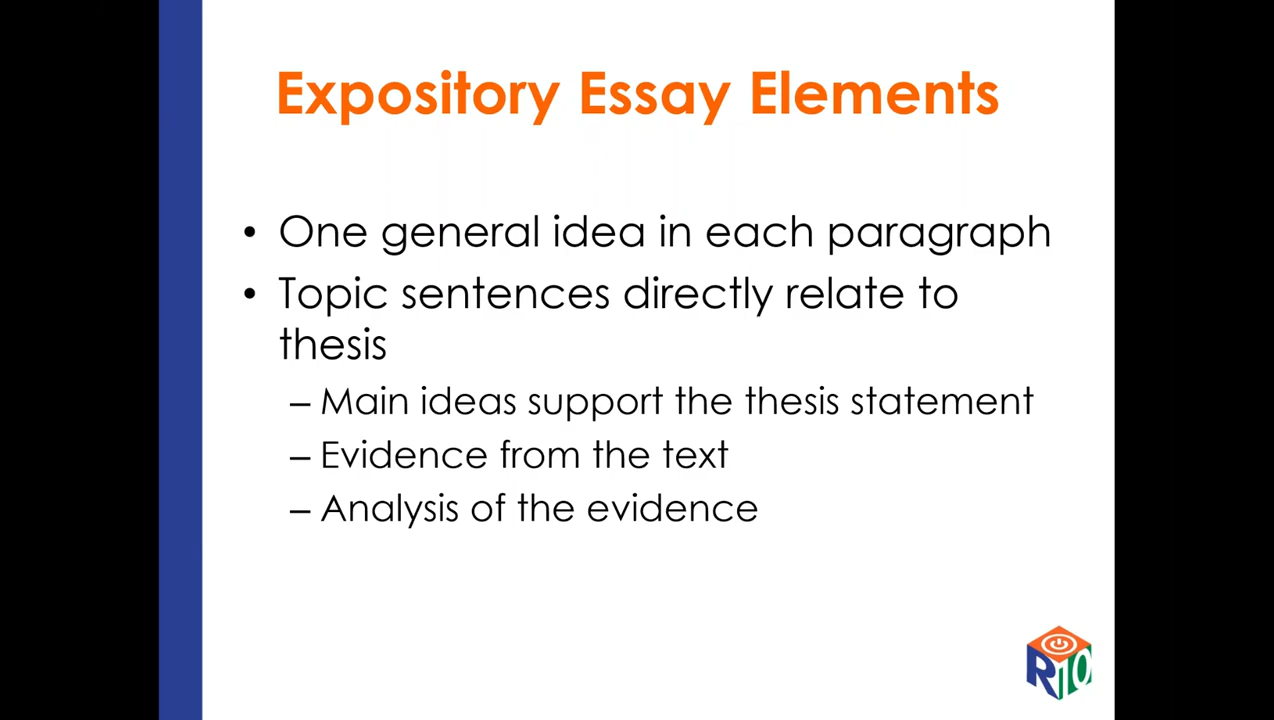 Expository Essay Elements
• One general idea in each paragraph
• Topic sentences directly relate to
thesis
– Main ideas support the thesis statement
– Evidence from the text
– Analysis of the evidence
R10